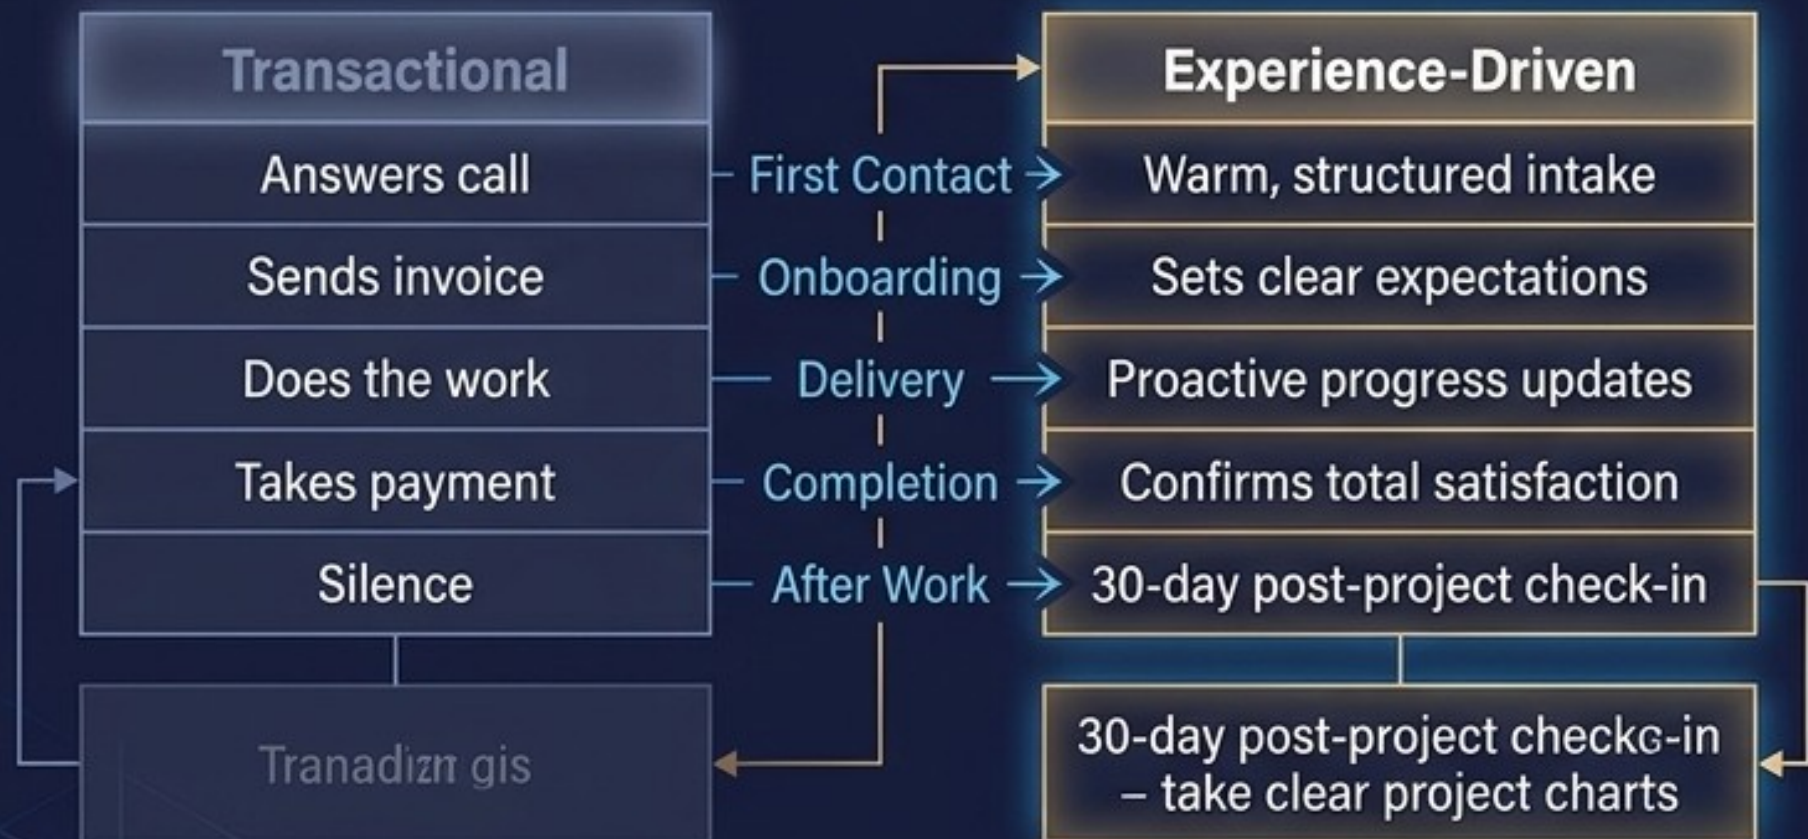 Transactional
Experience-Driven
Answers call
First Contact
Warm, structured intake
Sends invoice
Onboarding
Sets clear expectations
Does the work
Delivery
Proactive progress updates
Takes payment
Completion
Confirms total satisfaction
Silence
After Work
30-day post-project check-in
gis
30-day post-project checkG-in
– take clear project charts